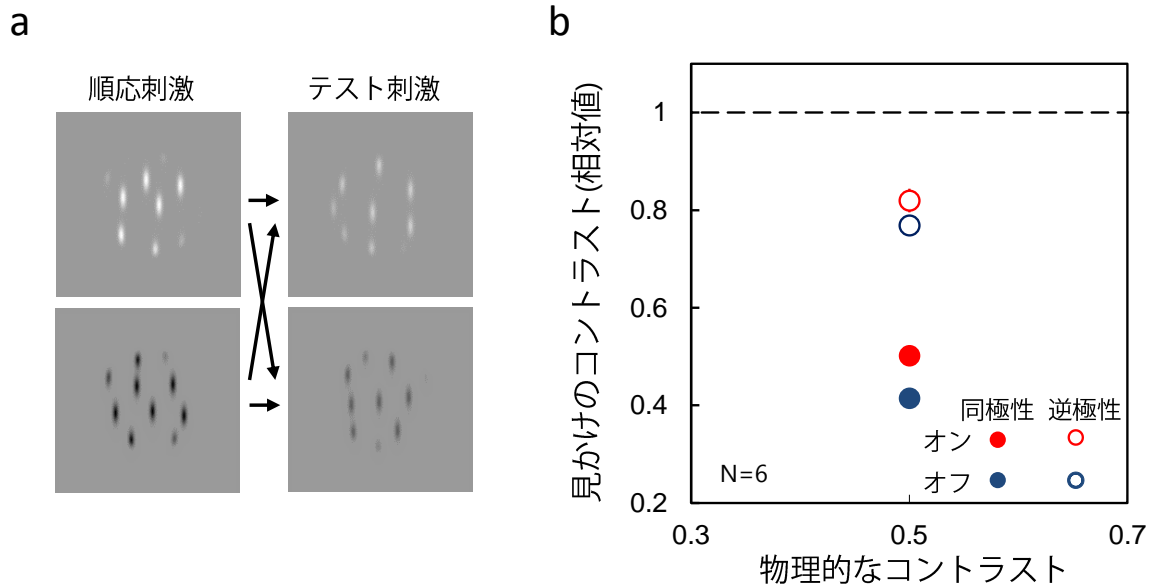 a
順応刺激
テスト刺激
b
見かけのコントラスト(相対値)
1
0.8
0.6
0.4
0.2
同極性 逆極性
オン
オフ
N=6
0.3 0.5 0.7
物理的なコントラスト